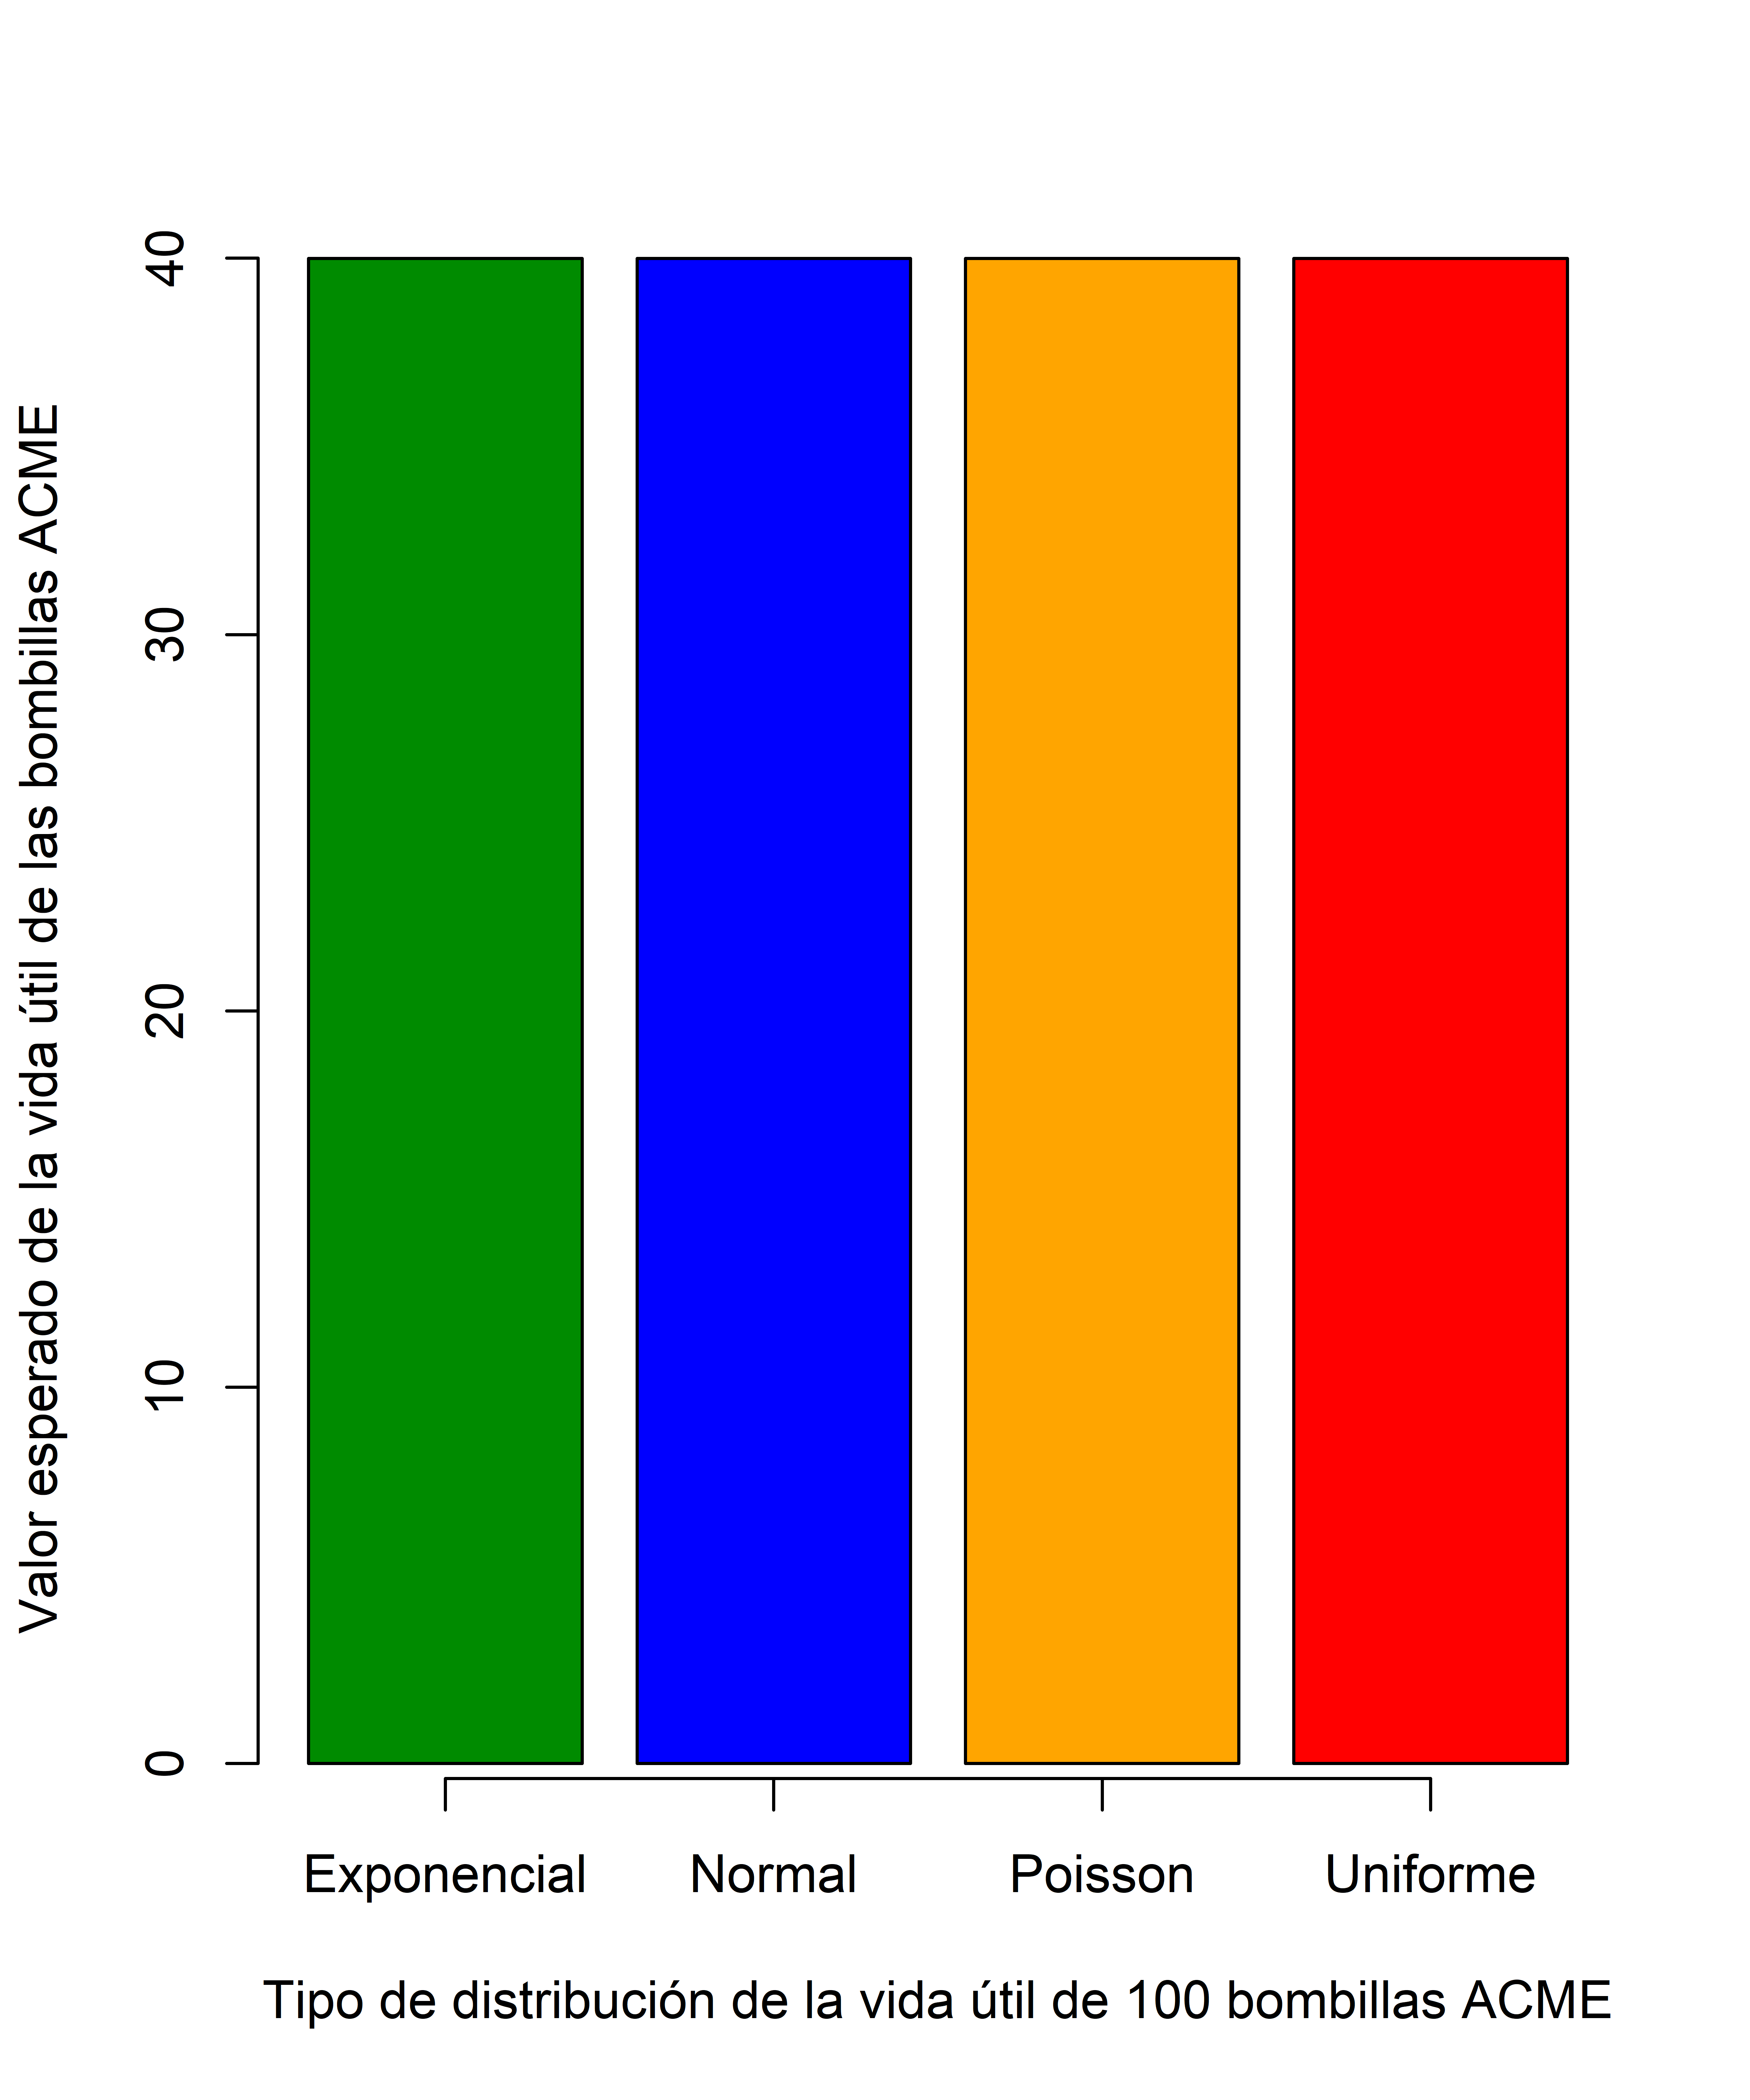 Valor esperado de la vida útil de las bombillas ACME
40
30
20
10
0
Exponencial Normal Poisson Uniforme
Tipo de distribución de la vida útil de 100 bombillas ACME